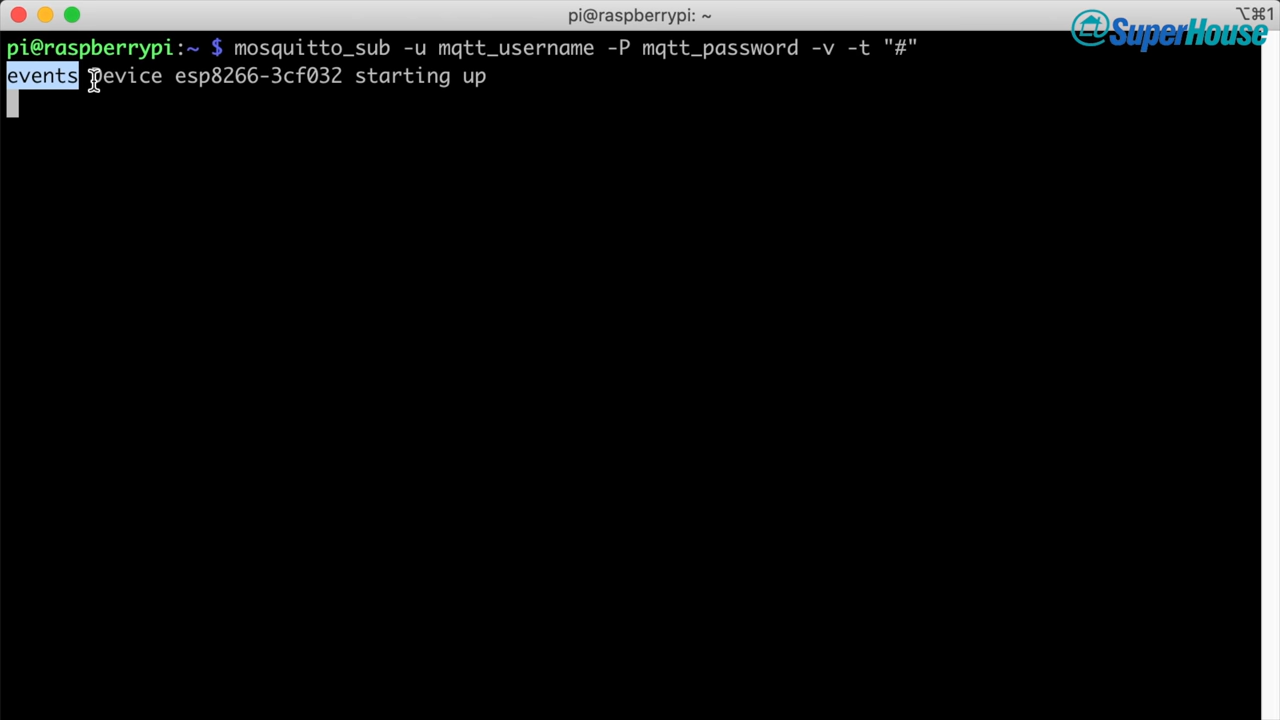 pi@raspberrypi: ~
⌥⌘1
@SuperHouse
pi@raspberrypi:~ $ mosquitto_sub -u mqtt_username -P mqtt_password -v -t "#"
events Device esp8266-3cf032 starting up